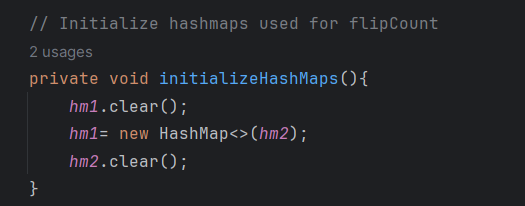 // Initialize hashmaps used for flipCount
2 usages
private void initializeHashMaps(){
hm1.clear();
hm1= new HashMap<>(hm2);
hm2.clear();
}